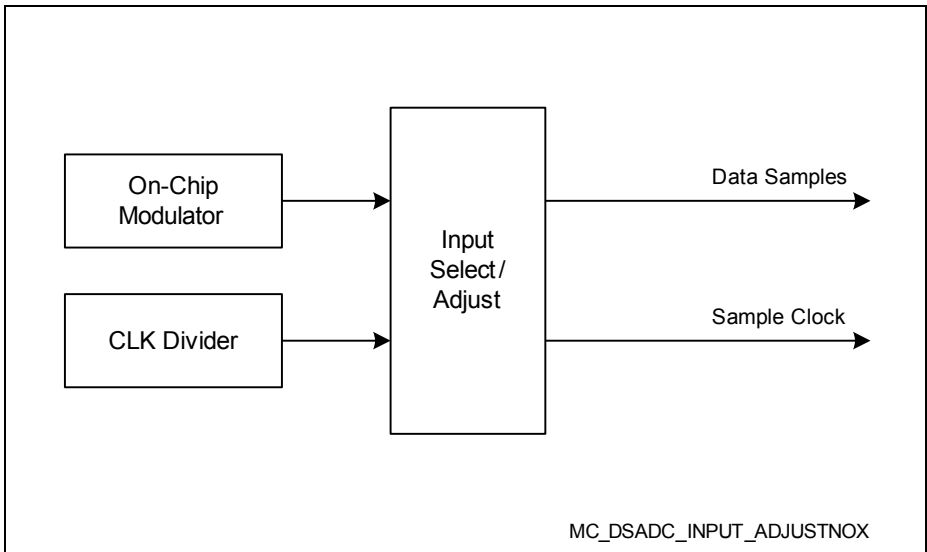 On-Chip
Modulator
CLK Divider
Input
Select/
Adjust
Data Samples
Sample Clock
MC_DSADC_INPUT_ADJUSTNOX